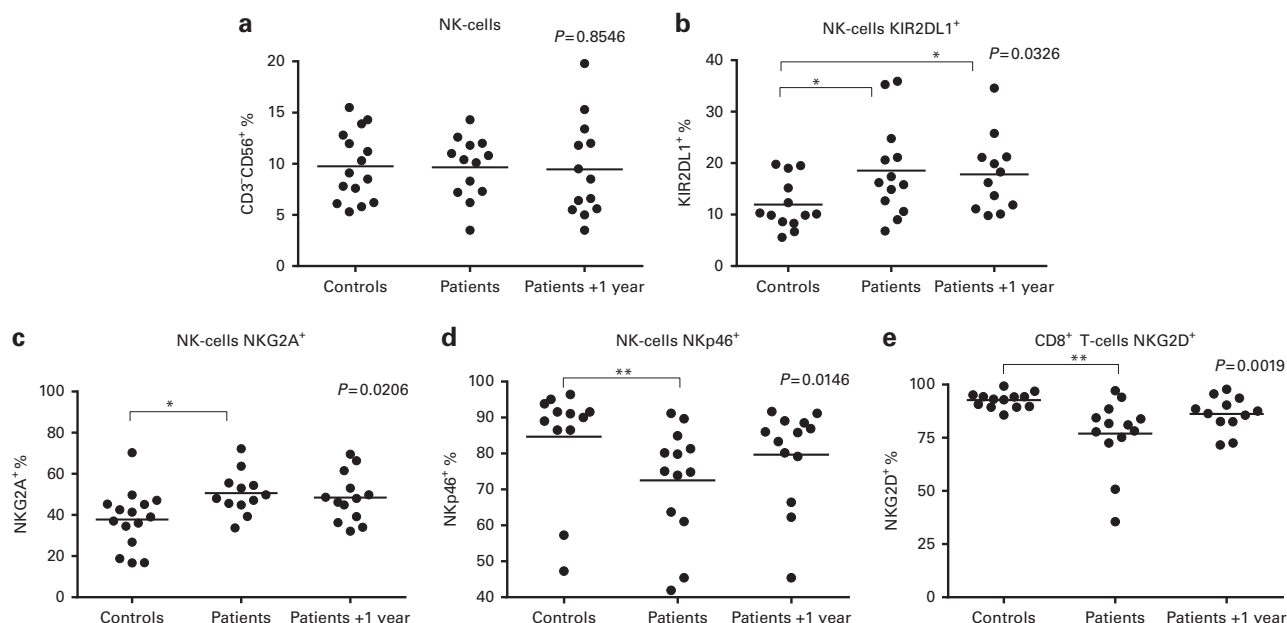 a
NK-cells
P=0.8546
CD3⁻CD56⁺ %
20
15
10
5
0
Controls
Patients
Patients +1 year
b
NK-cells KIR2DL1⁺
P=0.0326
*
*
KIR2DL1⁺ %
40
30
20
10
0
Controls
Patients
Patients +1 year
c
NK-cells NKG2A⁺
P=0.0206
*
NKG2A⁺ %
100
80
60
40
20
0
Controls
Patients
Patients +1 year
d
NK-cells NKp46⁺
P=0.0146
**
NKp46⁺ %
100
90
80
70
60
50
40
Controls
Patients
Patients +1 year
e
CD8⁺ T-cells NKG2D⁺
P=0.0019
**
NKG2D⁺ %
100
75
50
25
0
Controls
Patients
Patients +1 year